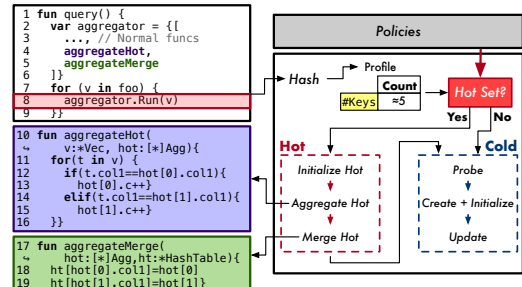 1 fun query() {
2 var aggregator = {[
3 ..., // Normal funcs
4 aggregateHot,
5 aggregateMerge
6 ]}
7 for (v in foo) {
8 aggregator.Run(v)
9 }}
10 fun aggregateHot(
↪ v:*Vec, hot:[*]Agg){
11 for(t in v) {
12 if(t.col1==hot[0].col1){
13 hot[0].c++}
14 elif(t.col1==hot[1].col1){
15 hot[1].c++}
16 }}
17 fun aggregateMerge(
↪ hot:[*]Agg,ht:*HashTable){
18 ht[hot[0].col1]=hot[0]
19 ht[hot[1].col1=hot[1]}
Policies
Hash
Profile
Count
#Keys ≈5
Hot Set?
Yes No
Hot
Initialize Hot
Aggregate Hot
Merge Hot
Cold
Probe
Create + Initialize
Update